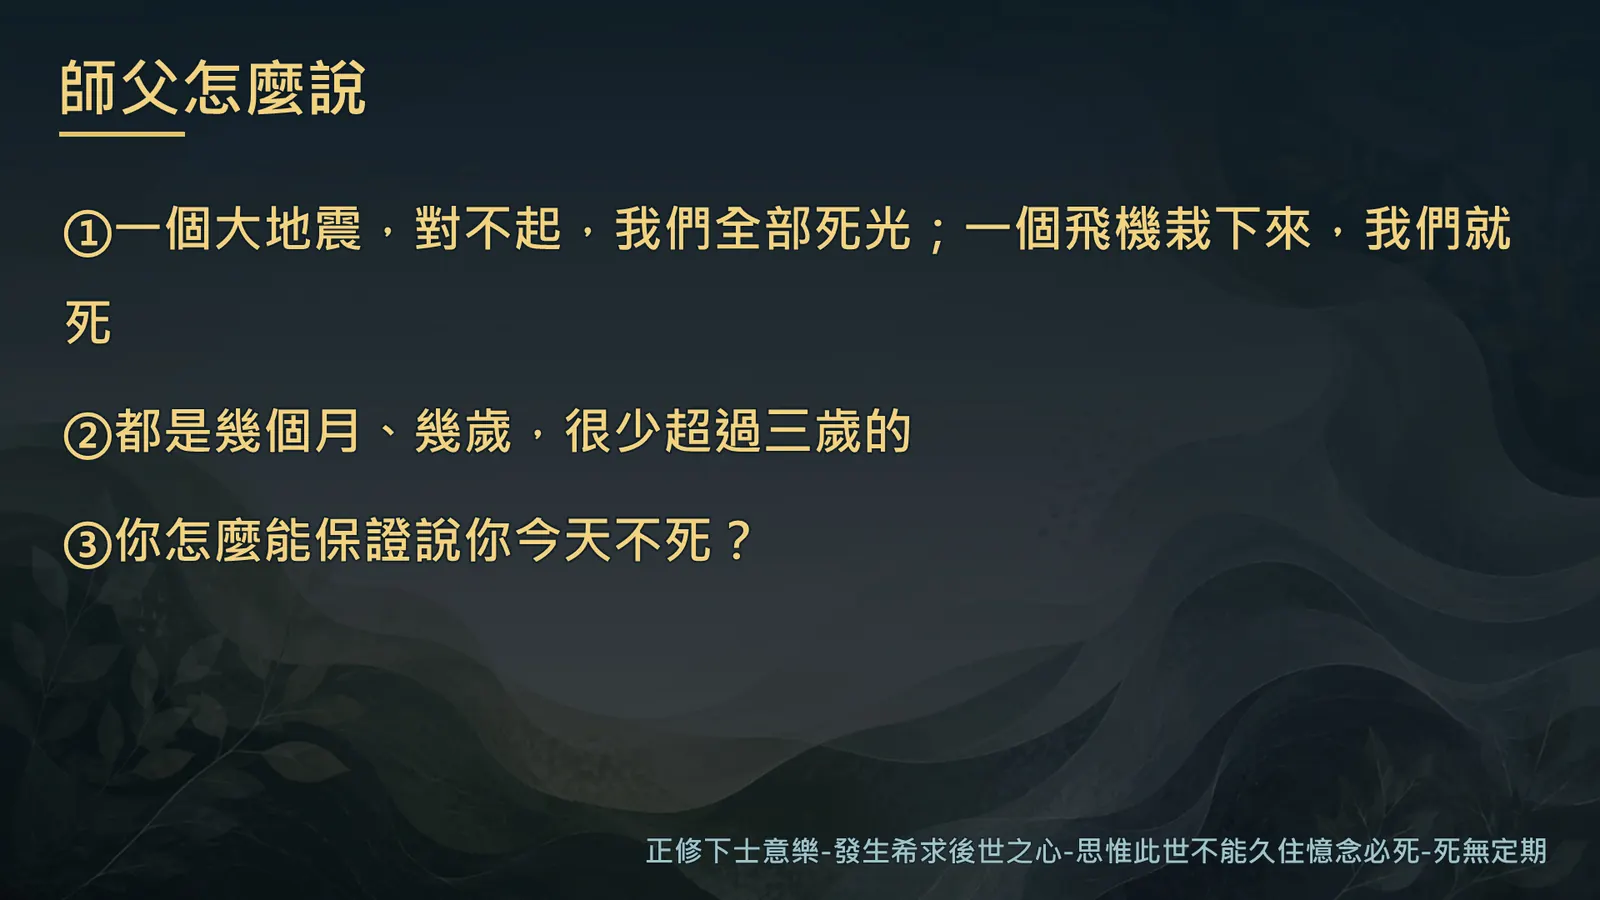 師父怎麼說
①一個大地震，對不起，我們全部死光；一個飛機栽下來，我們就
死
②都是幾個月、幾歲，很少超過三歲的
③你怎麼能保證說你今天不死？
正修下士意樂-發生希求後世之心-思惟此世不能久住憶念必死-死無定期